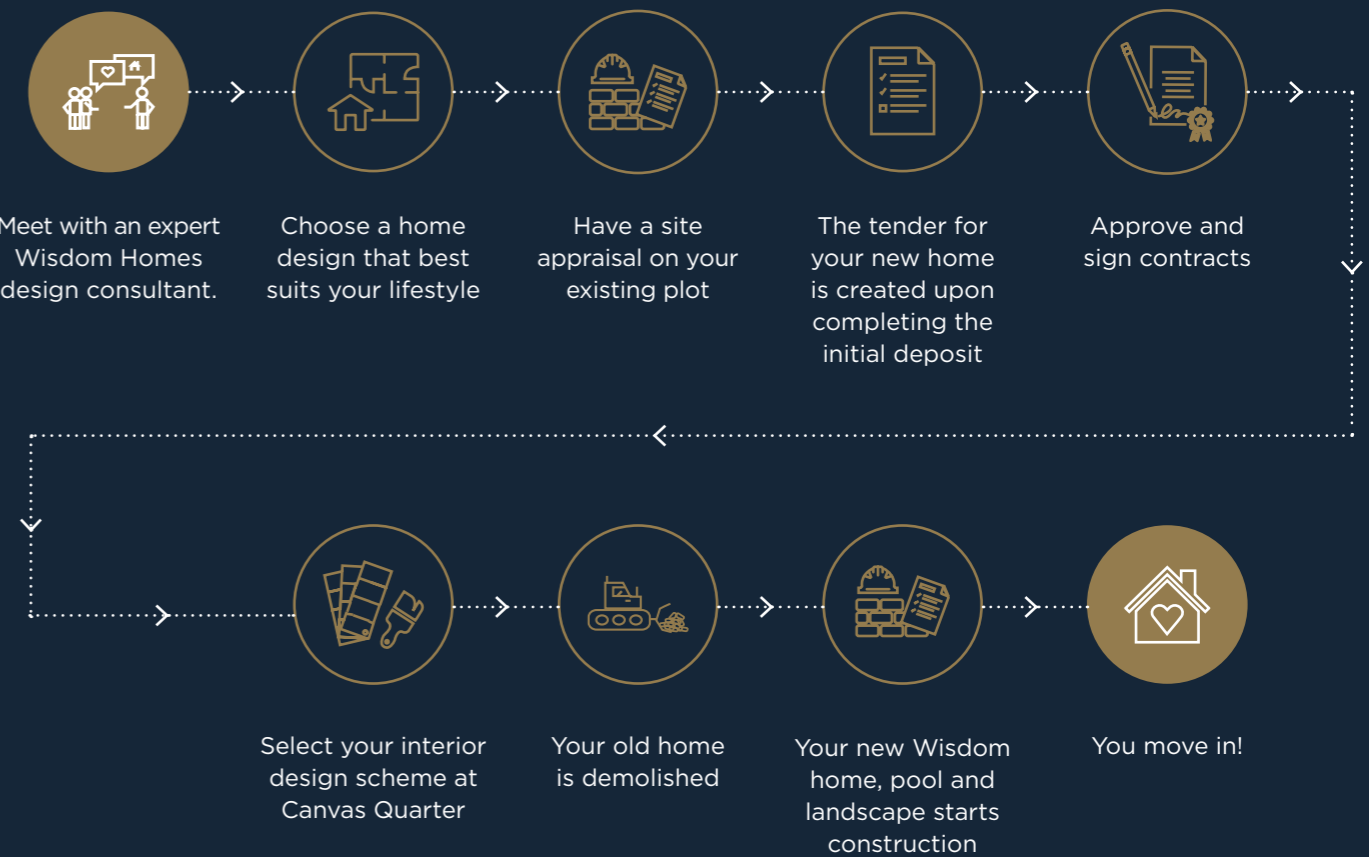 Meet with an expert
Wisdom Homes
design consultant.
Choose a home
design that best
suits your lifestyle
Have a site
appraisal on your
existing plot
The tender for
your new home
is created upon
completing the
initial deposit
Approve and
sign contracts
Select your interior
design scheme at
Canvas Quarter
Your old home
is demolished
Your new Wisdom
home, pool and
landscape starts
construction
You move in!